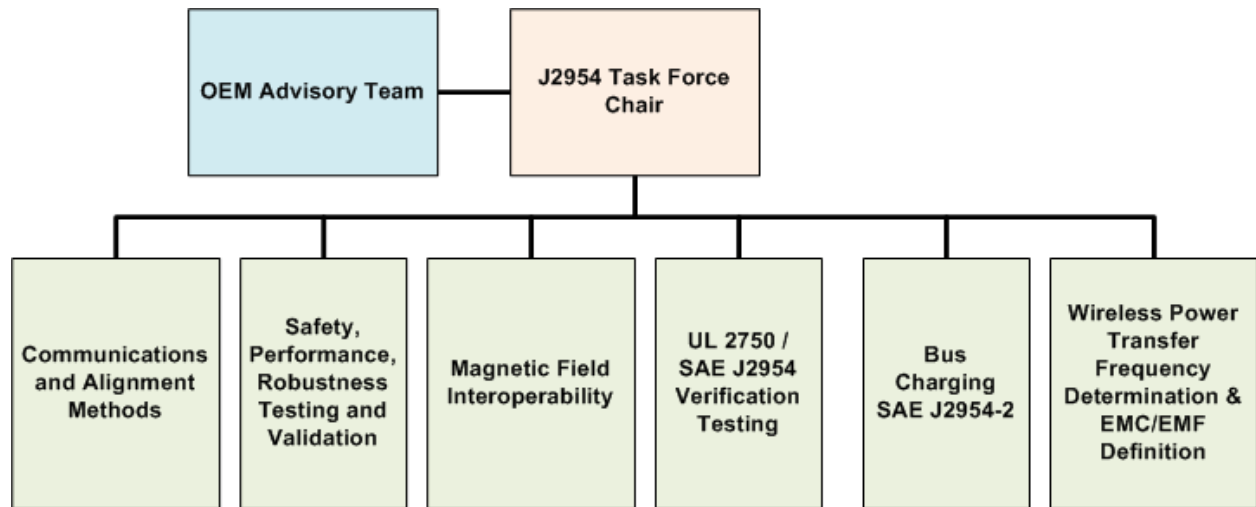 OEM Advisory Team
J2954 Task Force
Chair
Communications
and Alignment
Methods
Safety,
Performance,
Robustness
Testing and
Validation
Magnetic Field
Interoperability
UL 2750 /
SAE J2954
Verification
Testing
Bus
Charging
SAE J2954-2
Wireless Power
Transfer
Frequency
Determination &
EMC/EMF
Definition